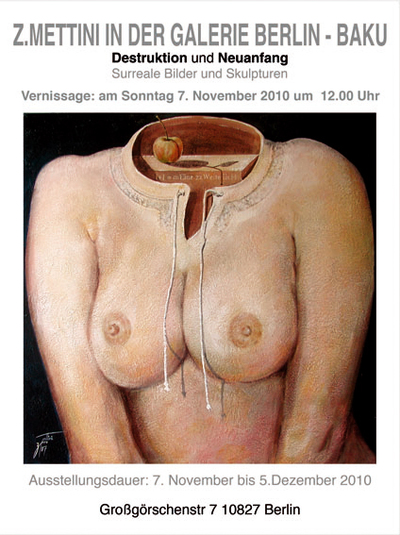 Z.METTINI IN DER GALERIE BERLIN - BAKU
Destruktion und Neuanfang
Surreale Bilder und Skulpturen
Vernissage: am Sonntag 7. November 2010 um 12.00 Uhr
Ausstellungsdauer: 7. November bis 5.Dezember 2010
Großgörschenstr 7 10827 Berlin